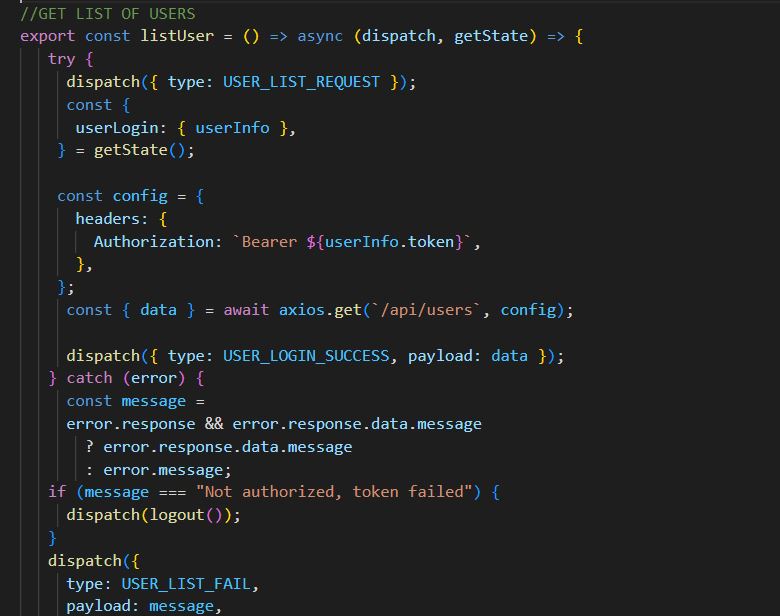 //GET LIST OF USERS
export const listUser = () => async (dispatch, getState) => {
try {
dispatch({ type: USER_LIST_REQUEST });
const {
userLogin: { userInfo },
} = getState();
const config = {
headers: {
Authorization: `Bearer ${userInfo.token}`,
},
};
const { data } = await axios.get(`/api/users`, config);
dispatch({ type: USER_LOGIN_SUCCESS, payload: data });
} catch (error) {
const message =
error.response && error.response.data.message
? error.response.data.message
: error.message;
if (message === "Not authorized, token failed") {
dispatch(logout());
}
dispatch({
type: USER_LIST_FAIL,
payload: message,